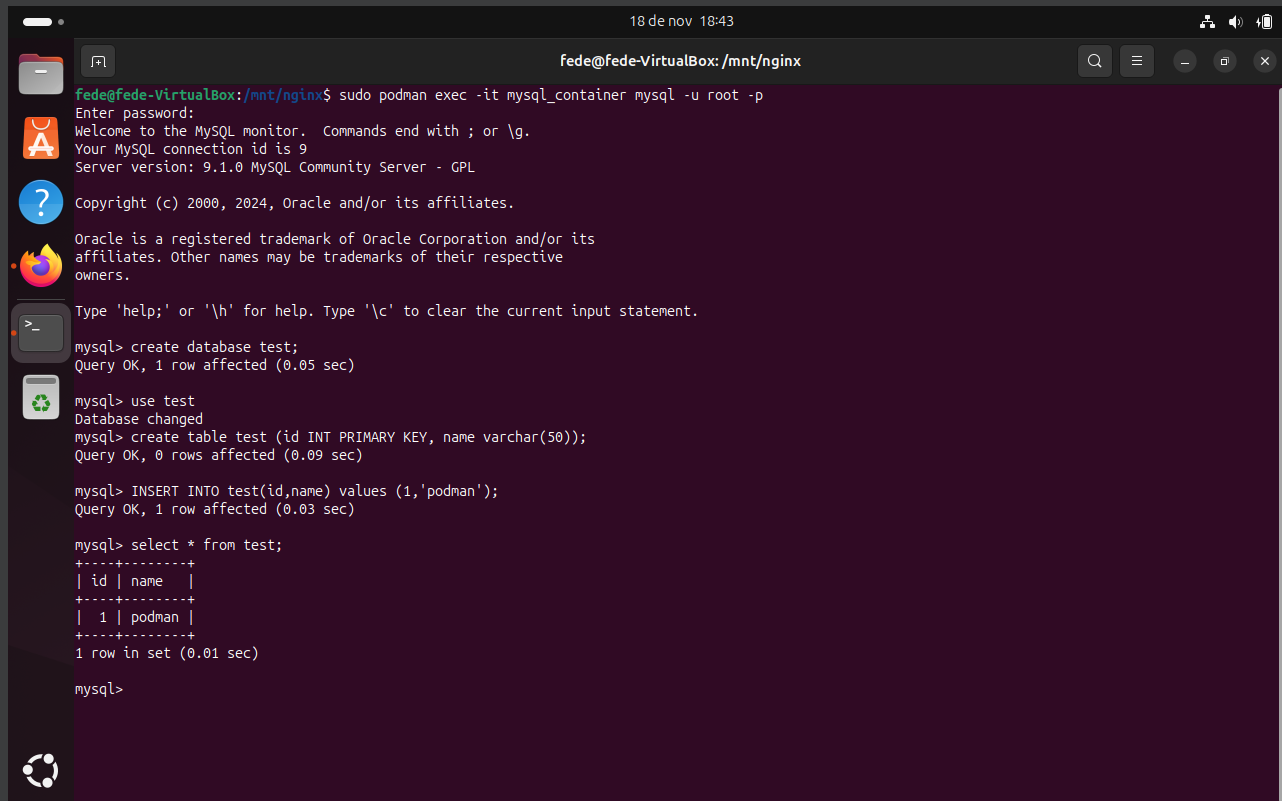 18 de nov 18:43
fede@fede-VirtualBox: /mnt/nginx
fede@fede-VirtualBox:/mnt/nginx$ sudo podman exec -it mysql_container mysql -u root -p
Enter password:
Welcome to the MySQL monitor.  Commands end with ; or \g.
Your MySQL connection id is 9
Server version: 9.1.0 MySQL Community Server - GPL
Copyright (c) 2000, 2024, Oracle and/or its affiliates.
Oracle is a registered trademark of Oracle Corporation and/or its
affiliates. Other names may be trademarks of their respective
owners.
Type 'help;' or '\h' for help. Type '\c' to clear the current input statement.
mysql> create database test;
Query OK, 1 row affected (0.05 sec)
mysql> use test
Database changed
mysql> create table test (id INT PRIMARY KEY, name varchar(50));
Query OK, 0 rows affected (0.09 sec)
mysql> INSERT INTO test(id,name) values (1,'podman');
Query OK, 1 row affected (0.03 sec)
mysql> select * from test;
+----+--------+
| id | name   |
+----+--------+
|  1 | podman |
+----+--------+
1 row in set (0.01 sec)
mysql>